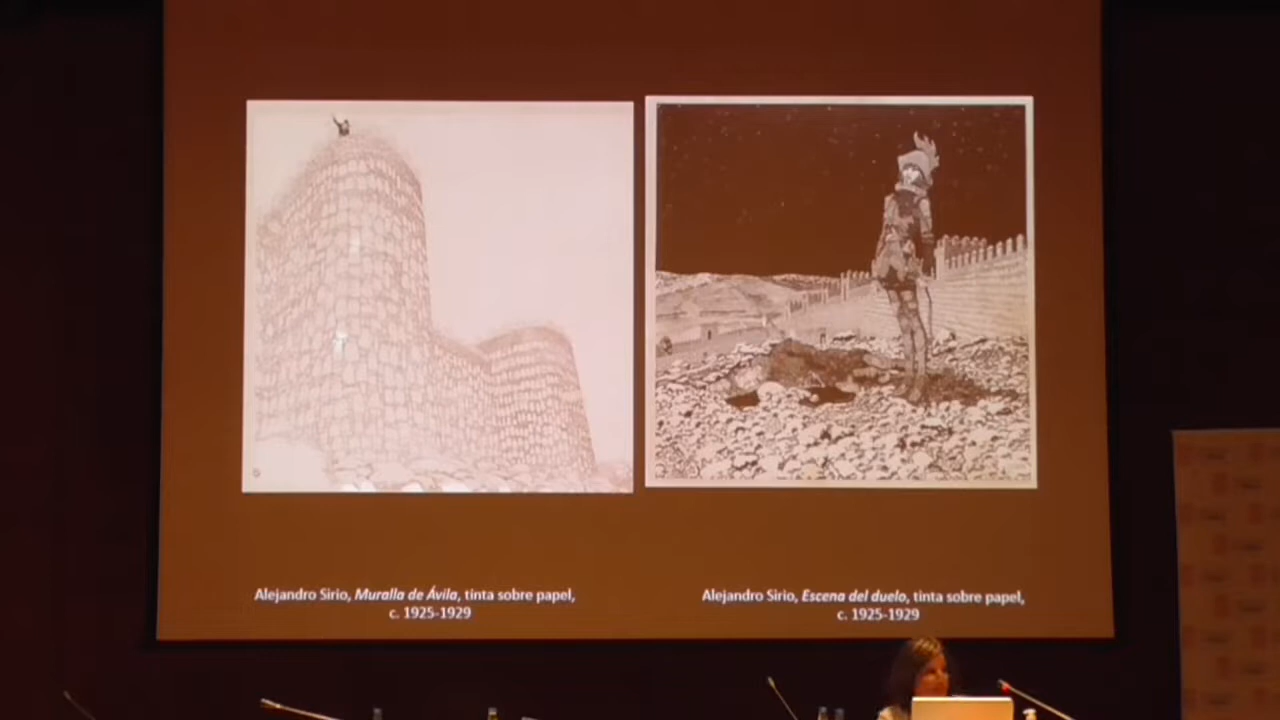 Alejandro Sirio, Muralla de Ávila, tinta sobre papel,
c. 1925-1929
Alejandro Sirio, Escena del duelo, tinta sobre papel,
c. 1925-1929